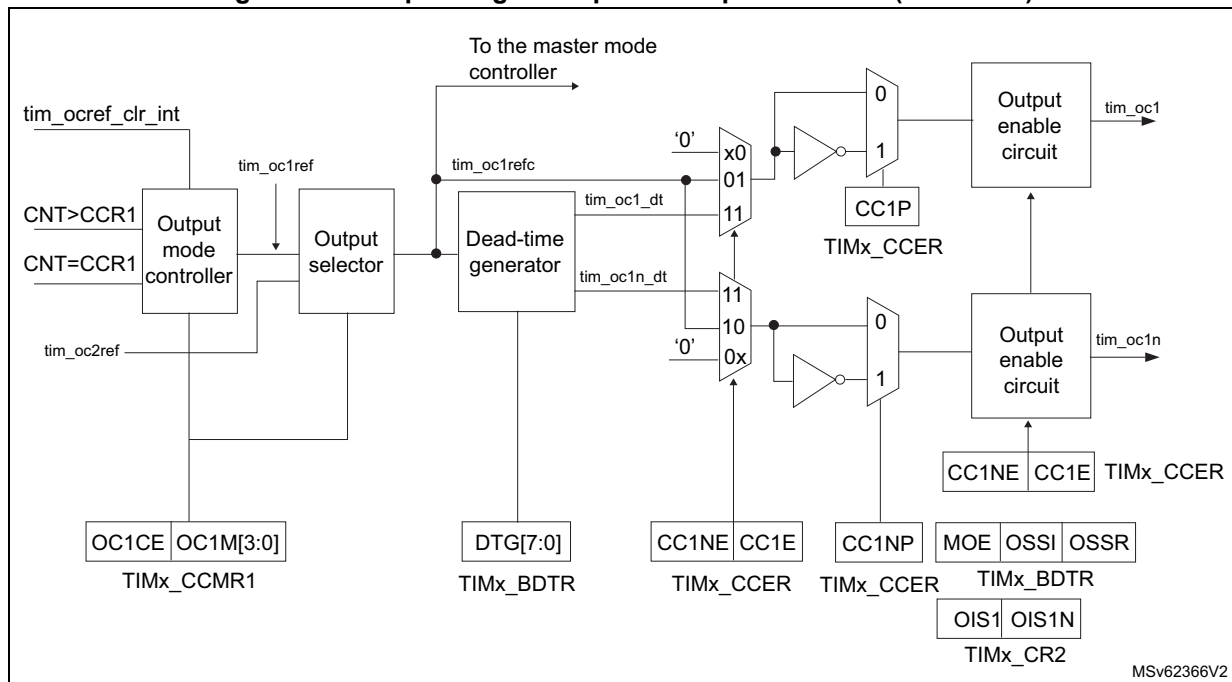 To the master mode
controller
tim_ocref_clr_int
tim_oc1ref
CNT>CCR1
CNT=CCR1
Output
mode
controller
tim_oc2ref
Output
selector
tim_oc1refc
Dead-time
generator
tim_oc1_dt
tim_oc1n_dt
‘0’
x0
01
11
11
10
‘0’
0x
0
1
CC1P
TIMx_CCER
0
1
Output
enable
circuit
tim_oc1
Output
enable
circuit
tim_oc1n
CC1NE CC1E TIMx_CCER
OC1CE OC1M[3:0]
TIMx_CCMR1
DTG[7:0]
TIMx_BDTR
CC1NE CC1E
TIMx_CCER
CC1NP
TIMx_CCER
MOE OSSI OSSR
TIMx_BDTR
OIS1 OIS1N
TIMx_CR2
MSv62366V2